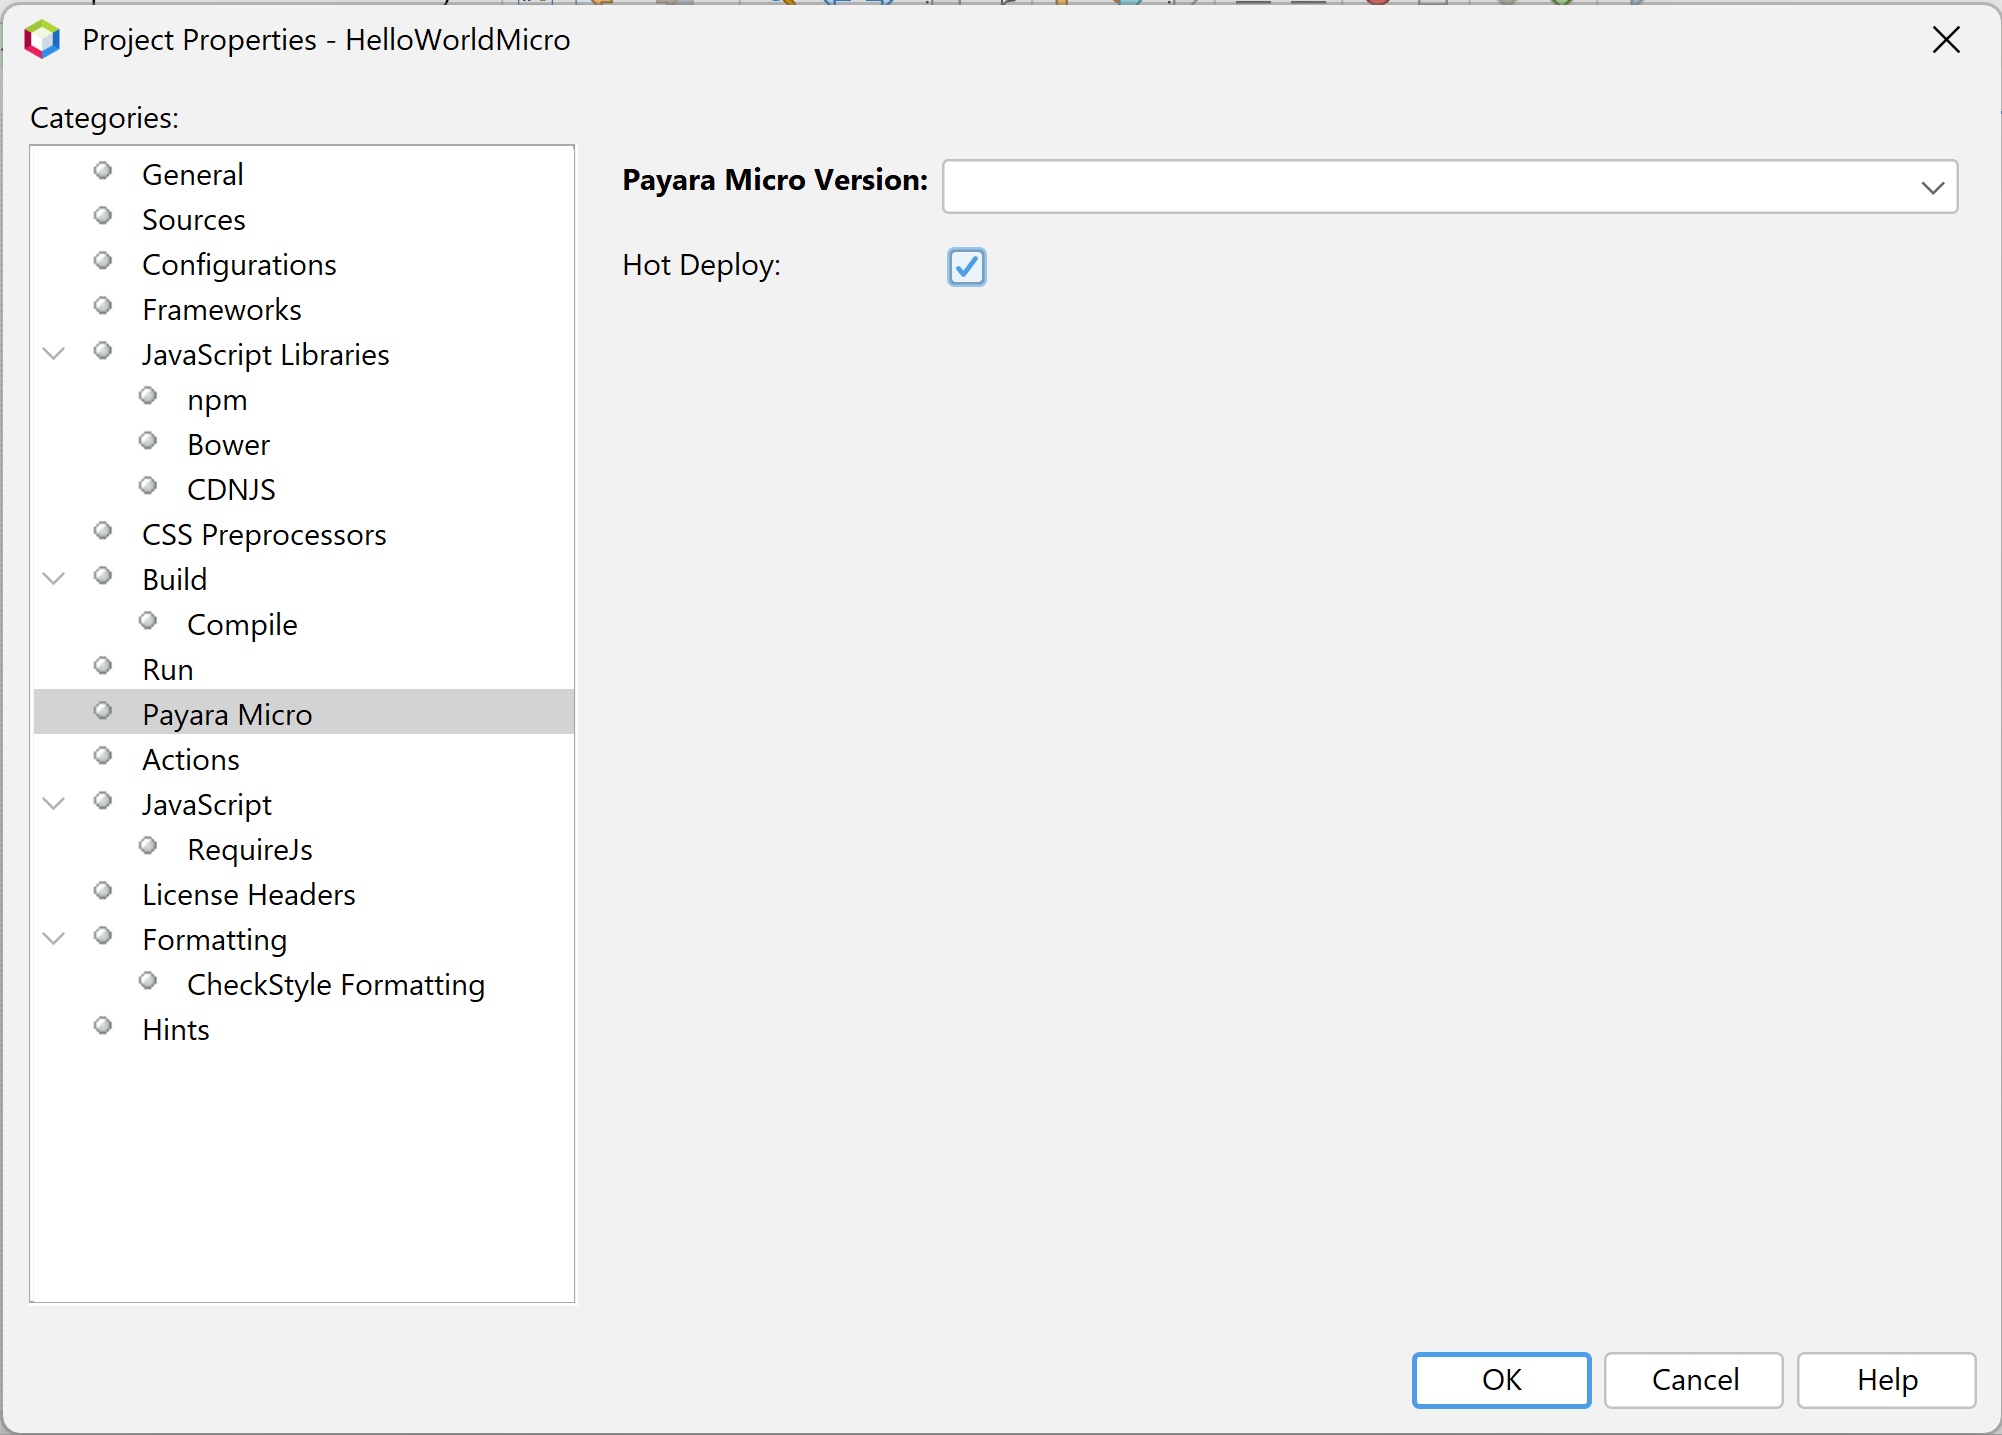 Project Properties - HelloWorldMicro
Categories:
General
Sources
Configurations
Frameworks
JavaScript Libraries
npm
Bower
CDNJS
CSS Preprocessors
Build
Compile
Run
Payara Micro
Actions
JavaScript
RequireJs
License Headers
Formatting
CheckStyle Formatting
Hints
Payara Micro Version:
Hot Deploy:
OK Cancel Help